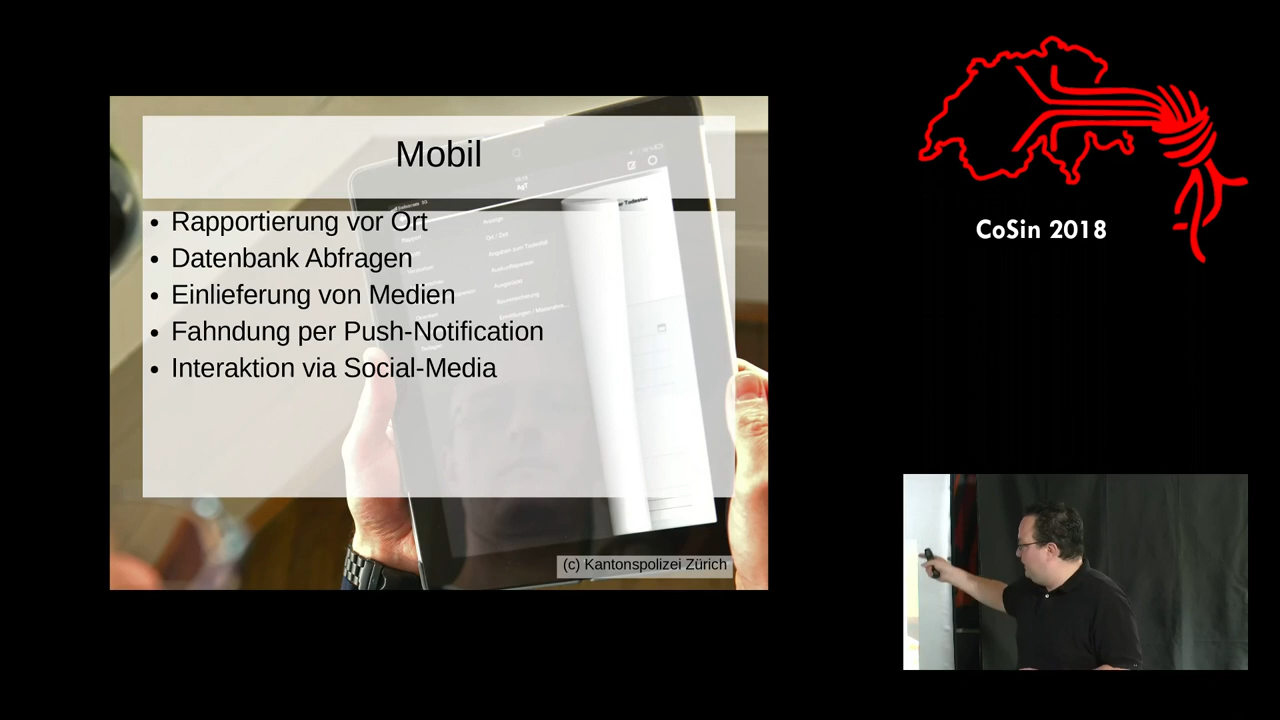 Mobil
Rapportierung vor Ort
Datenbank Abfragen
Einlieferung von Medien
Fahndung per Push-Notification
Interaktion via Social-Media
(c) Kantonspolizei Zürich
CoSin 2018